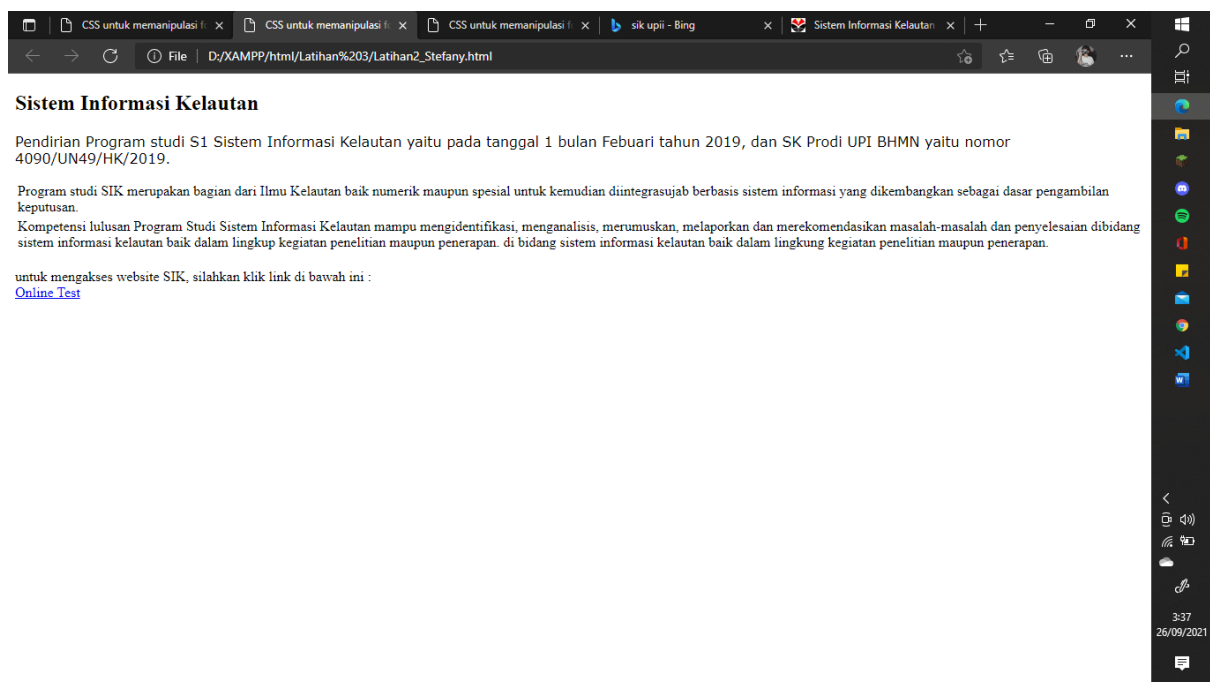 CSS untuk memanipulasi fo
CSS untuk memanipulasi fo
CSS untuk memanipulasi fo
sik upii - Bing
Sistem Informasi Kelautan
File
D:/XAMPP/html/Latihan%203/Latihan2_Stefany.html
Sistem Informasi Kelautan
Pendirian Program studi S1 Sistem Informasi Kelautan yaitu pada tanggal 1 bulan Febuari tahun 2019, dan SK Prodi UPI BHMN yaitu nomor
4090/UN49/HK/2019.
Program studi SIK merupakan bagian dari Ilmu Kelautan baik numerik maupun spesial untuk kemudian diintegrasujab berbasis sistem informasi yang dikembangkan sebagai dasar pengambilan
keputusan.
Kompetensi lulusan Program Studi Sistem Informasi Kelautan mampu mengidentifikasi, menganalisis, merumuskan, melaporkan dan merekomendasikan masalah-masalah dan penyelesaian dibidang
sistem informasi kelautan baik dalam lingkup kegiatan penelitian maupun penerapan. di bidang sistem informasi kelautan baik dalam lingkung kegiatan penelitian maupun penerapan.
untuk mengakses website SIK, silahkan klik link di bawah ini :
Online Test
3:37
26/09/2021